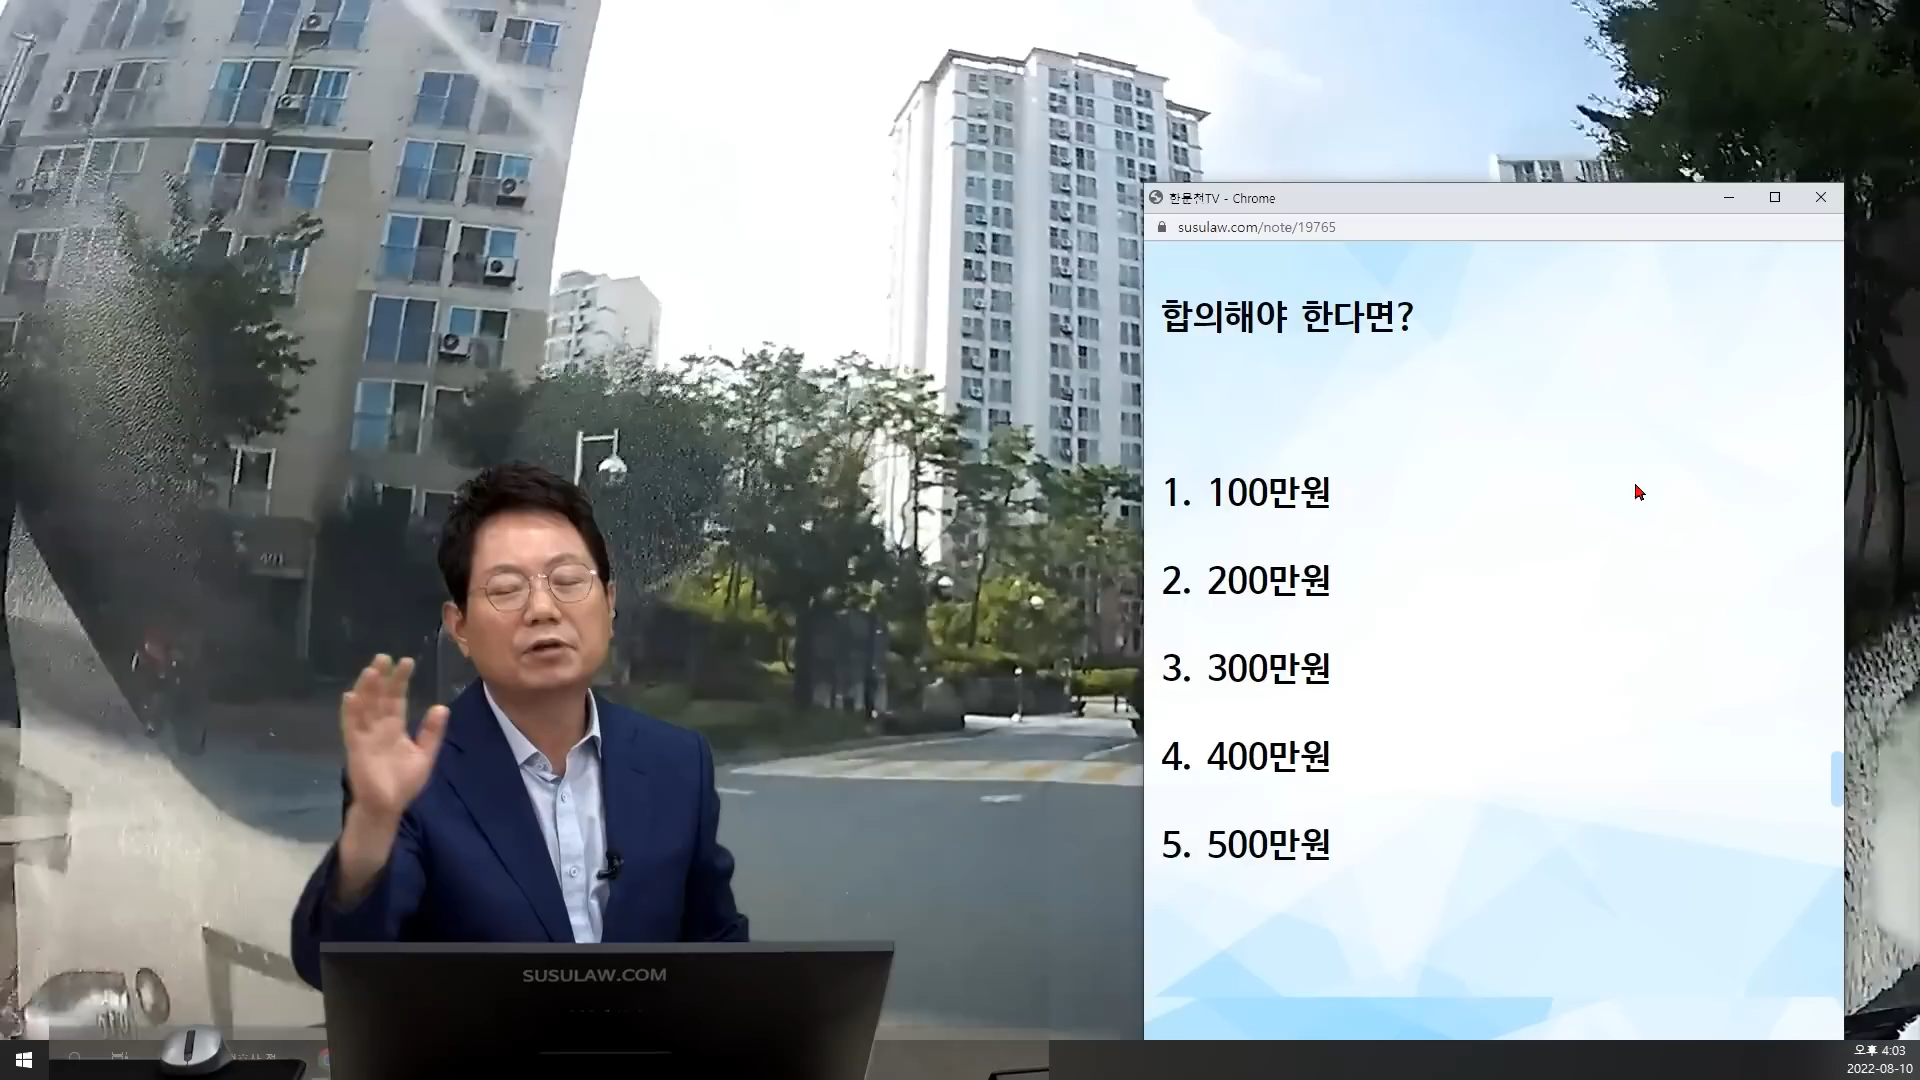 한문철TV - Chrome
susulaw.com/note/19765
합의해야 한다면?
1. 100만원
2. 200만원
3. 300만원
4. 400만원
5. 500만원
SUSULAW.COM
오후 4:03
2022-08-10